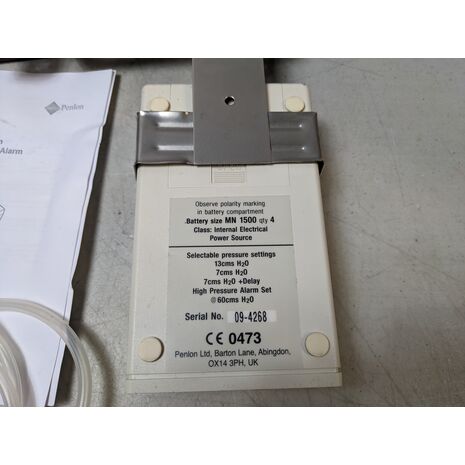 Penlon
Alarm
Observe polarity marking
in battery compartment
.Battery size MN 1500 qty 4
Class: Internal Electrical
Power Source
Selectable pressure settings
13cms H₂O
7cms H₂O
7cms H₂O +Delay
High Pressure Alarm Set
@ 60cms H₂O
Serial No. 09-4268
CE 0473
Penlon Ltd, Barton Lane, Abingdon,
OX14 3PH, UK